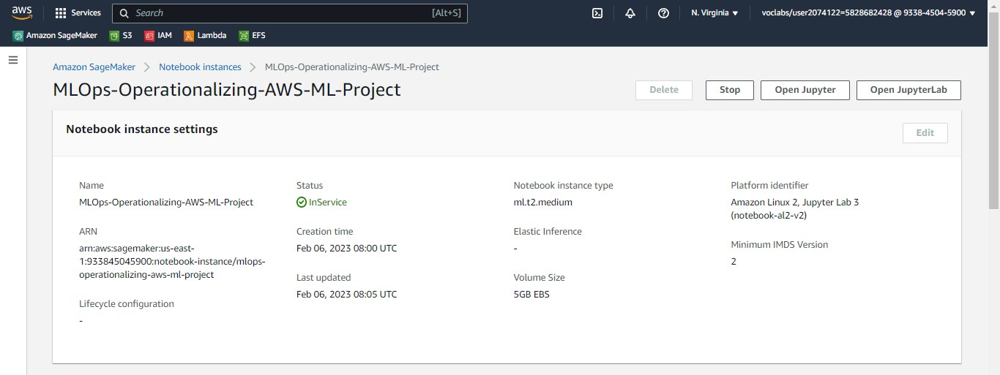 aws Services Search [Alt+S] N. Virginia voclabs/user2074122=5828682428 @ 9338-4504-5900
Amazon SageMaker S3 IAM Lambda EFS
Amazon SageMaker Notebook instances MLOps-Operationalizing-AWS-ML-Project
MLOps-Operationalizing-AWS-ML-Project
Delete Stop Open Jupyter Open JupyterLab
Notebook instance settings
Edit
Name
MLOps-Operationalizing-AWS-ML-Project
ARN
arn:aws:sagemaker:us-east-
1:933845045900:notebook-instance/mlops-
operationalizing-aws-ml-project
Lifecycle configuration
-
Status
InService
Creation time
Feb 06, 2023 08:00 UTC
Last updated
Feb 06, 2023 08:05 UTC
Notebook instance type
ml.t2.medium
Elastic Inference
-
Volume Size
5GB EBS
Platform identifier
Amazon Linux 2, Jupyter Lab 3
(notebook-al2-v2)
Minimum IMDS Version
2